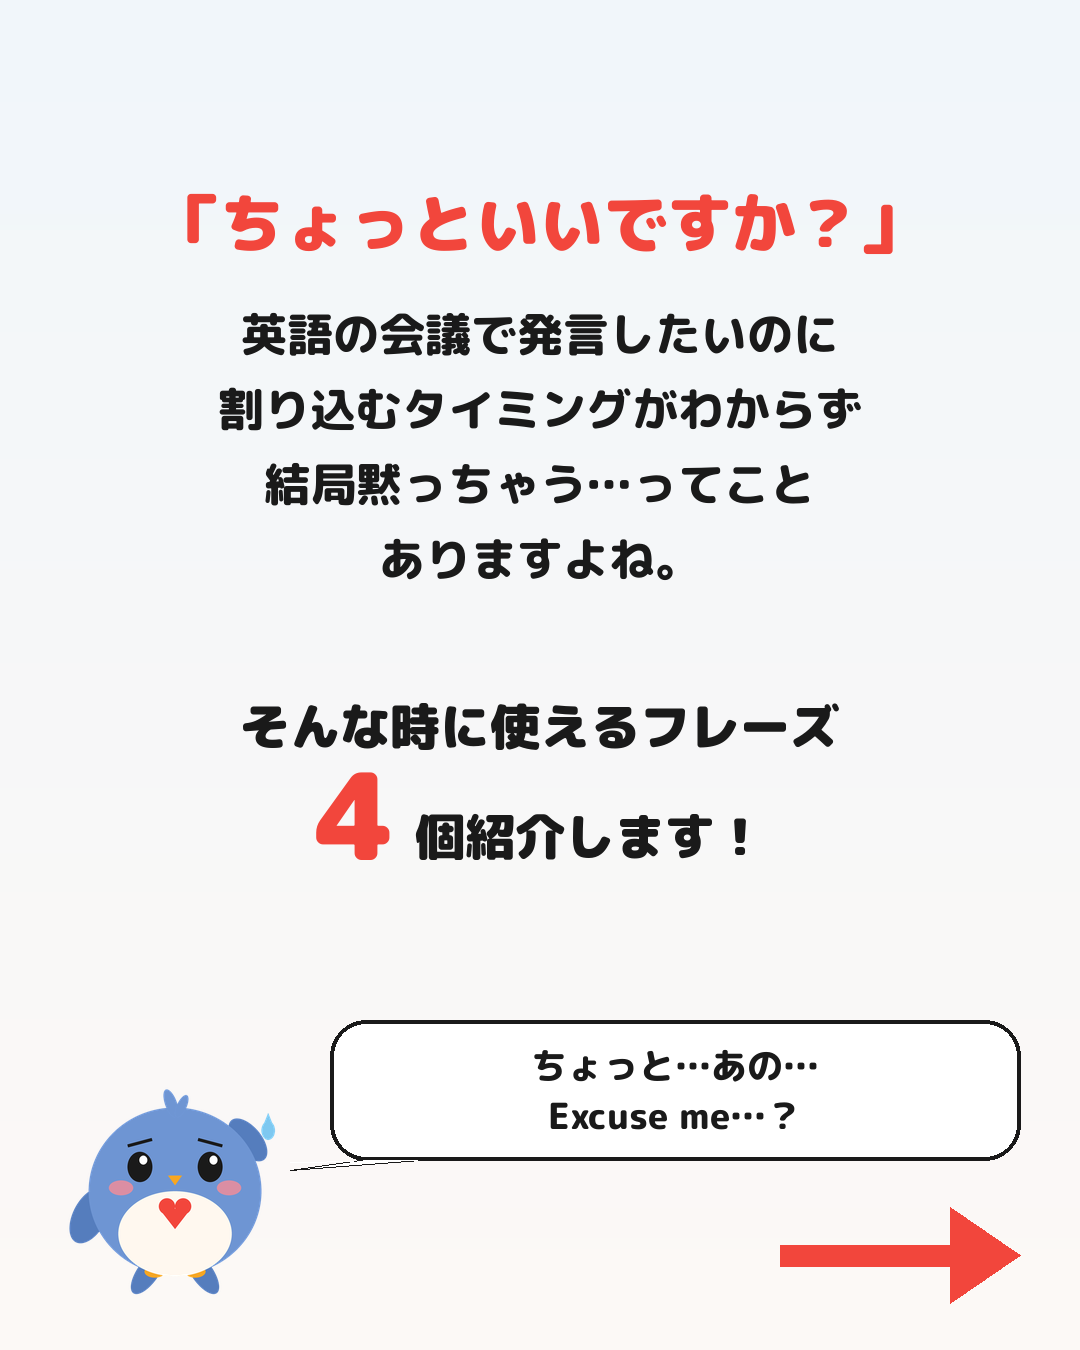 「ちょっといいですか？」
英語の会議で発言したいのに
割り込むタイミングがわからず
結局黙っちゃう…ってこと
ありますよね。
そんな時に使えるフレーズ
4 個紹介します！
ちょっと…あの…
Excuse me…？